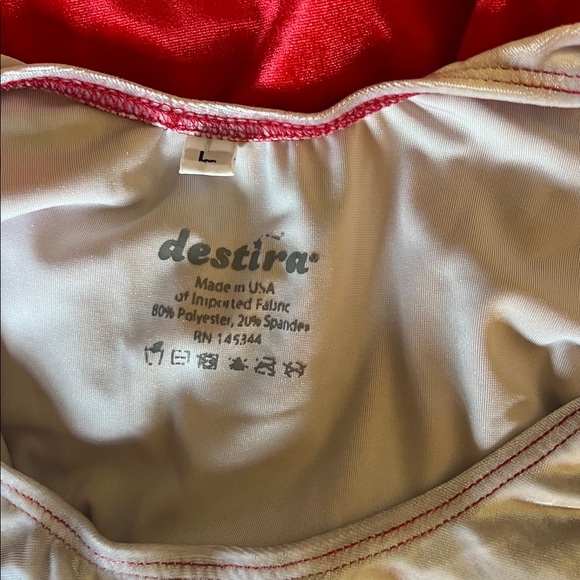 L
destira®
Made in USA
of Imported Fabric
80% Polyester, 20% Spandex
RN 145344